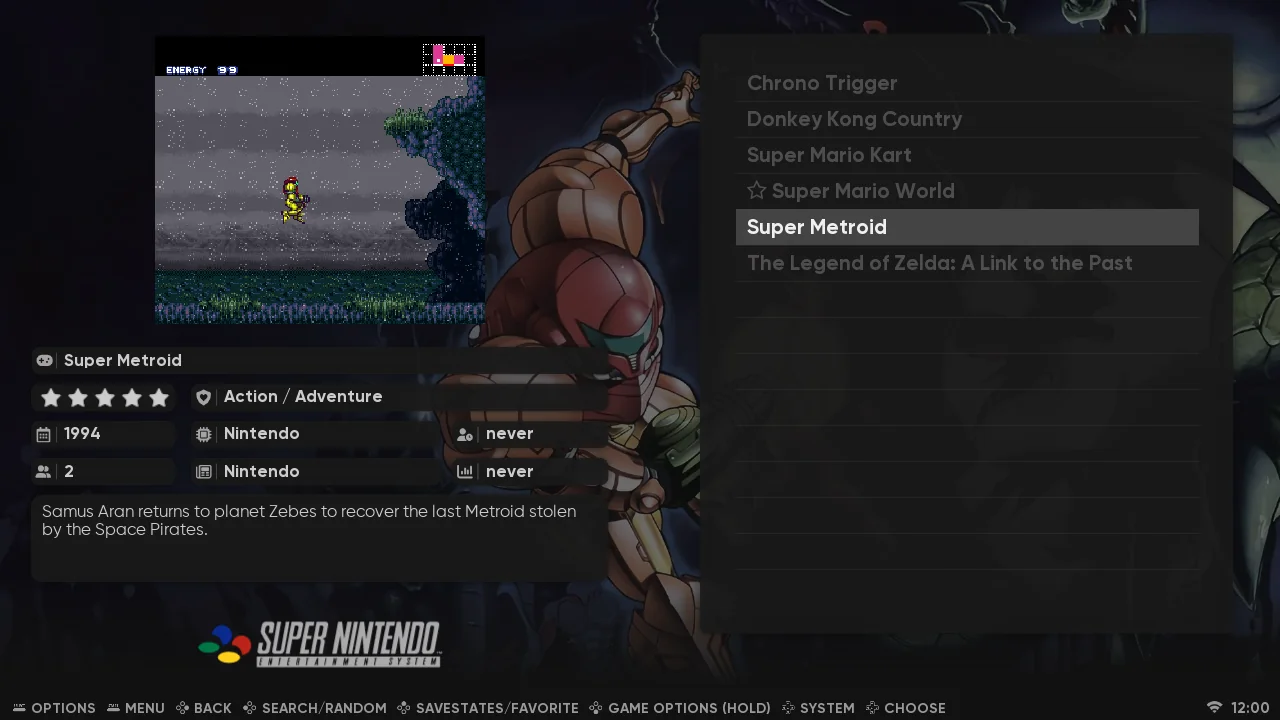 ENERGY 99
Chrono Trigger
Donkey Kong Country
Super Mario Kart
Super Mario World
Super Metroid
The Legend of Zelda: A Link to the Past
Super Metroid
Action / Adventure
1994
Nintendo
never
2
Nintendo
never
Samus Aran returns to planet Zebes to recover the last Metroid stolen
by the Space Pirates.
SUPER NINTENDO
ENTERTAINMENT SYSTEM
OPTIONS MENU BACK SEARCH/RANDOM SAVESTATES/FAVORITE GAME OPTIONS (HOLD) SYSTEM CHOOSE 12:00